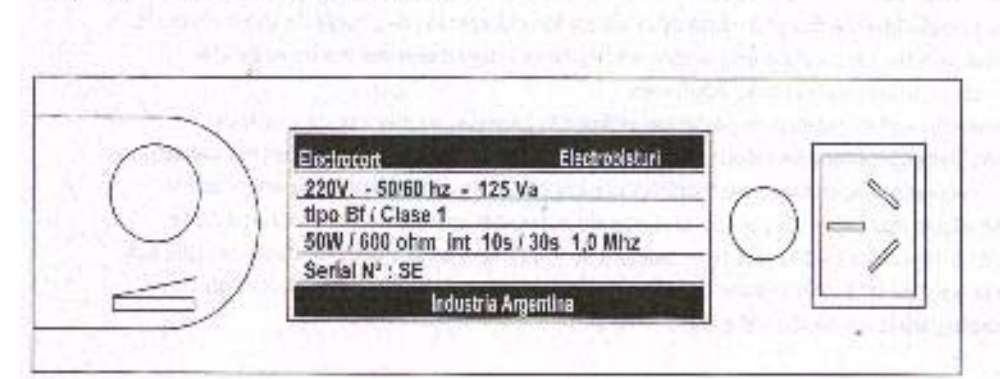 Electrocort Electrobisturi
220V. - 50/60 hz - 125 Va
tipo Bf / Clase 1
50W / 600 ohm int 10s / 30s 1,0 Mhz
Serial Nº : SE
Industria Argentina